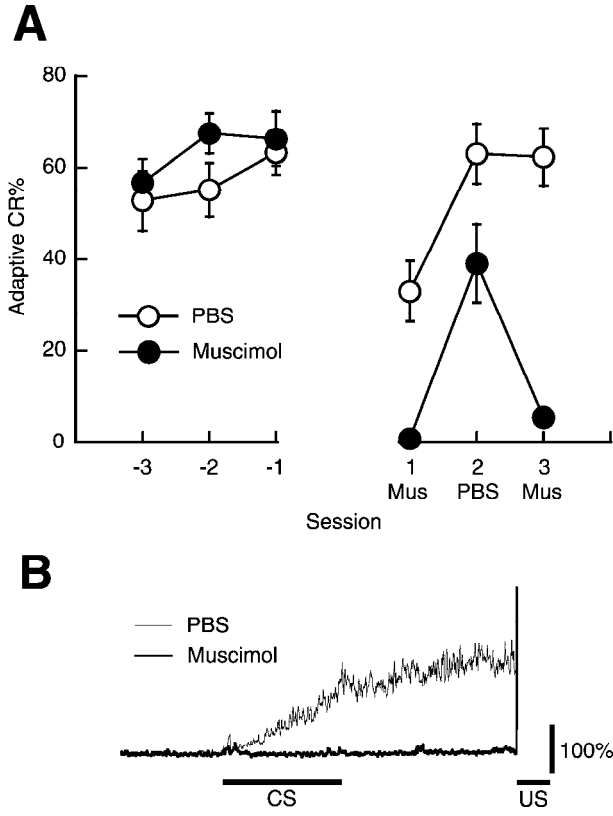 A
80
60
40
20
0
Adaptive CR%
PBS
Muscimol
-3 -2 -1 1 2 3
Mus PBS Mus
Session
B
PBS
Muscimol
100%
CS US